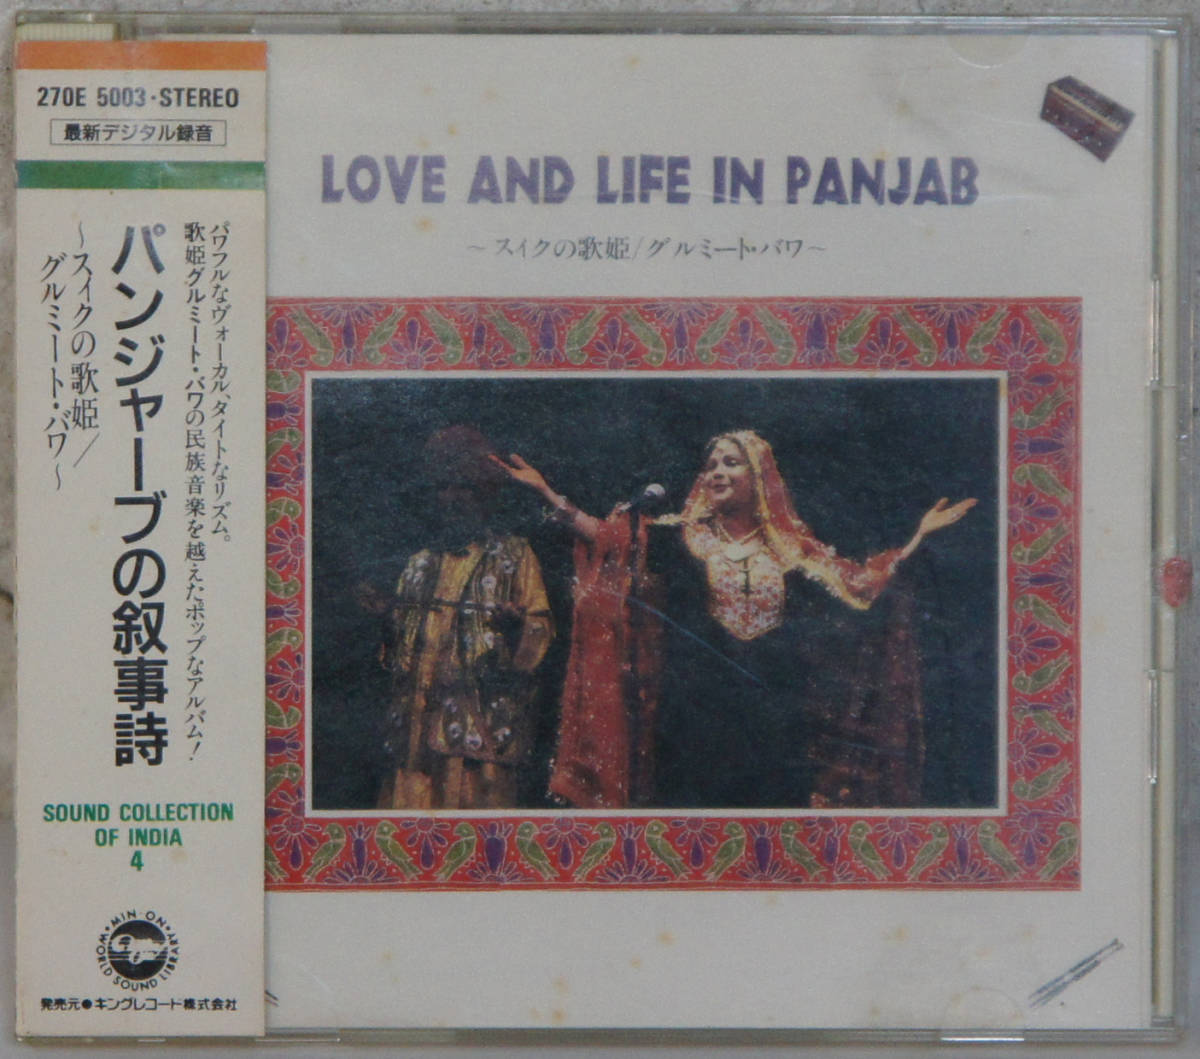 270E 5003・STEREO
最新デジタル録音
パワフルなヴォーカル、タイトなリズム。
歌姫グルミート・バワの民族音楽を越えたポップなアルバム!
パンジャーブの叙事詩
〜スィクの歌姫/
グルミート・バワ〜
SOUND COLLECTION
OF INDIA
4
MIN-ON
WORLD SOUND LIBRARY
発売元●キングレコード株式会社
LOVE AND LIFE IN PANJAB
〜スィクの歌姫/グルミート・バワ〜